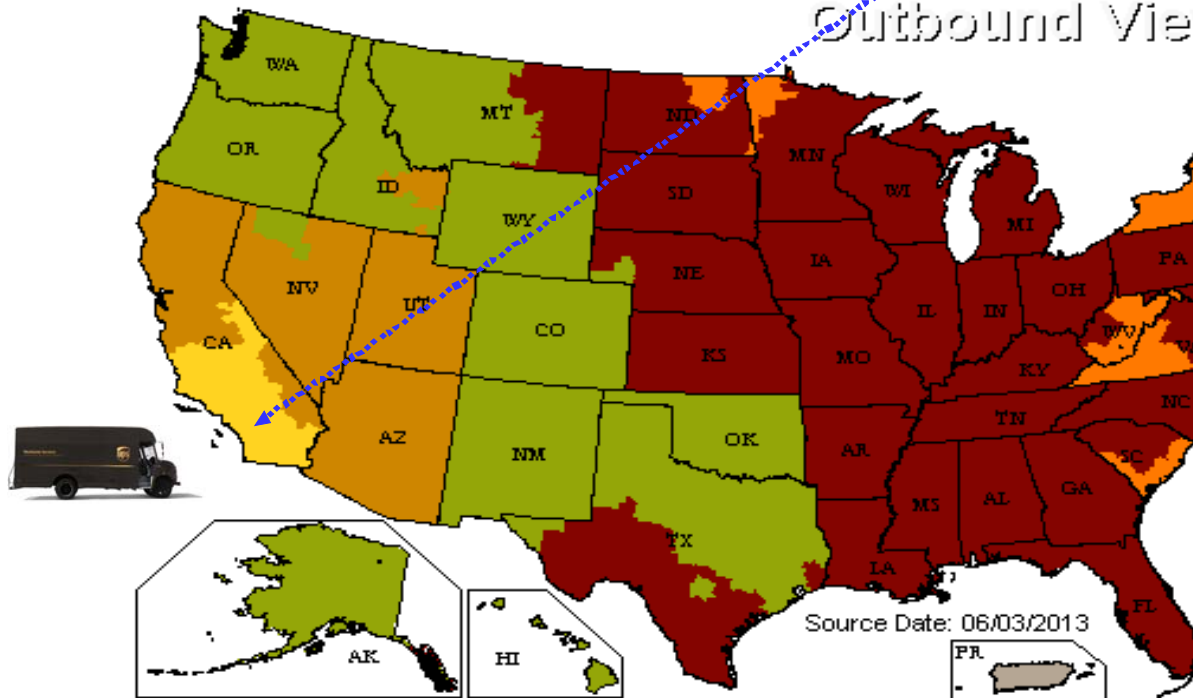 Outbound Vie
WA
MT
ND
MN
OR
ID
SD
WI
MI
WY
NE
IA
PA
NV
UT
CO
IL
IN
OH
CA
KS
MO
WV
KY
VA
AZ
NM
OK
AR
TN
NC
SC
MS
AL
GA
TX
LA
FL
Source Date: 06/03/2013
AK
HI
PR